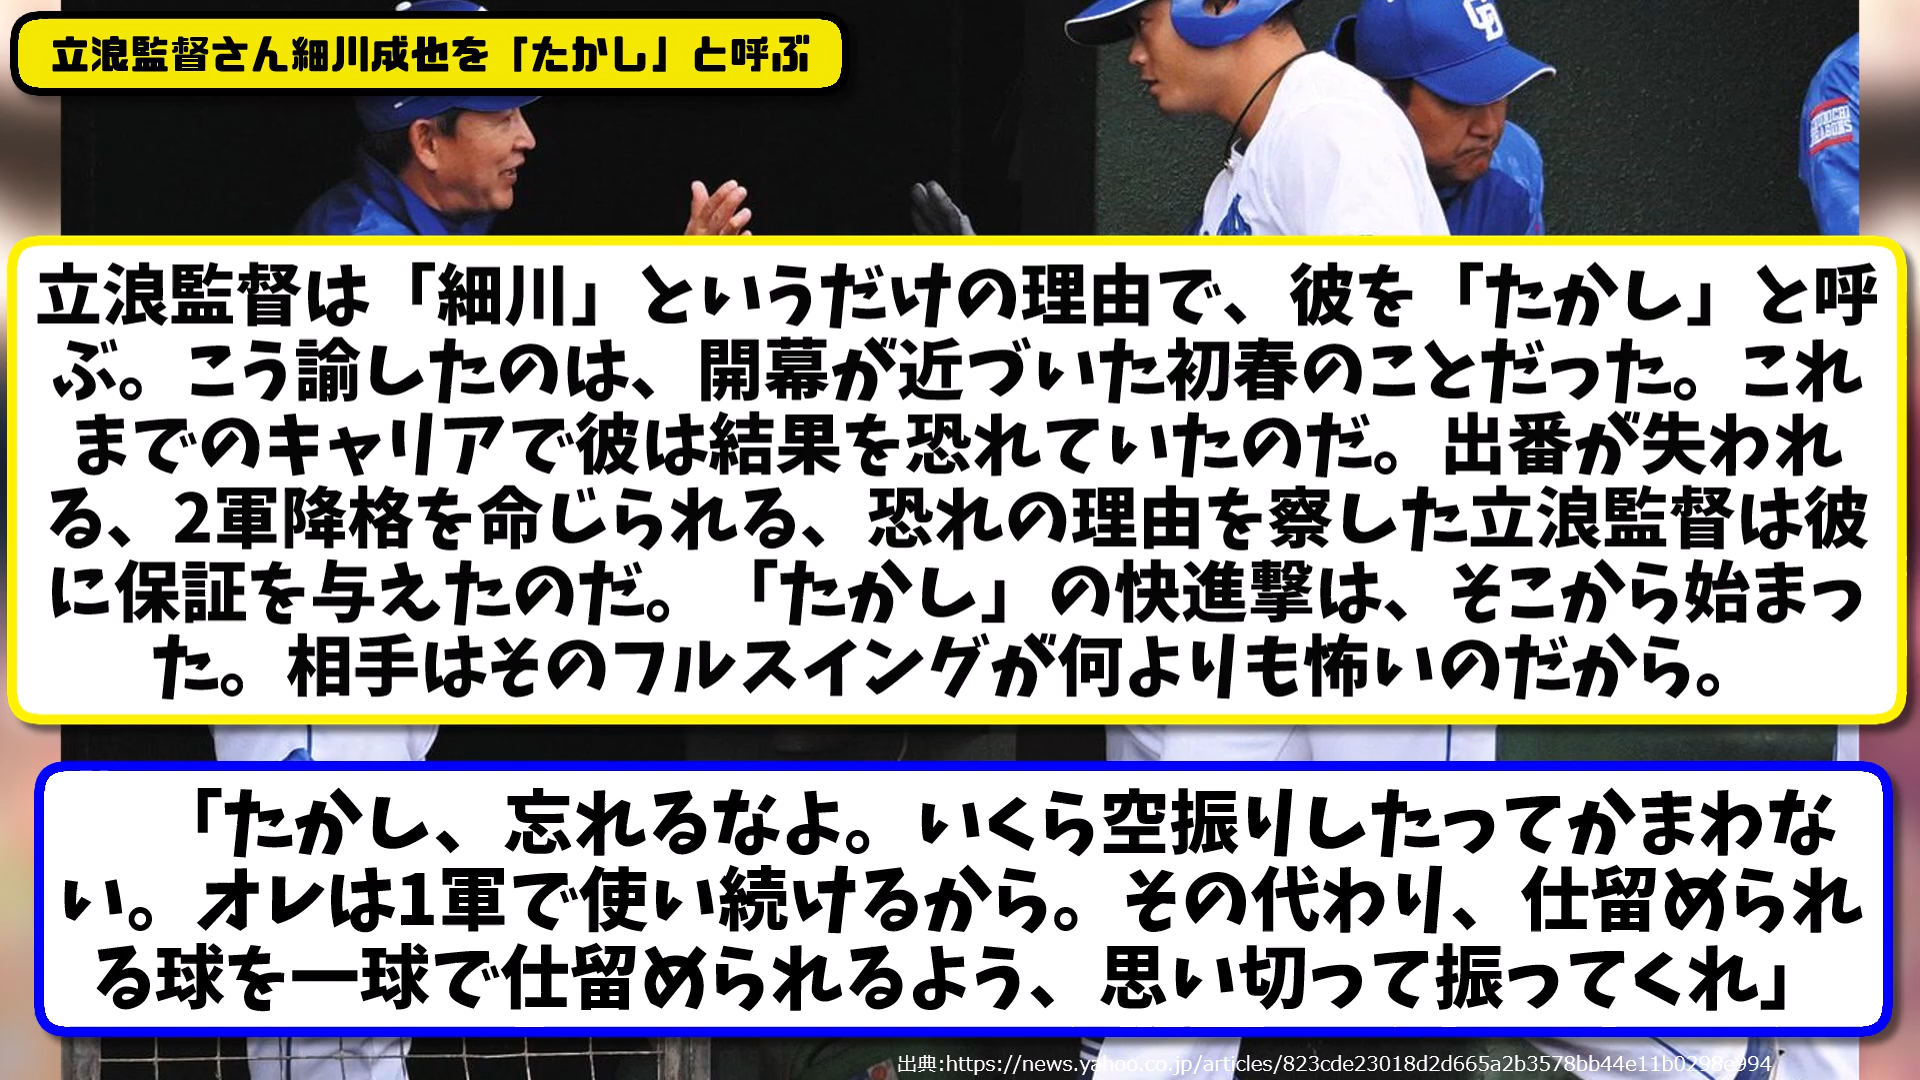 立浪監督さん細川成也を「たかし」と呼ぶ
立浪監督は「細川」というだけの理由で、彼を「たかし」と呼
ぶ。こう諭したのは、開幕が近づいた初春のことだった。これ
までのキャリアで彼は結果を恐れていたのだ。出番が失われ
る、2軍降格を命じられる、恐れの理由を察した立浪監督は彼
に保証を与えたのだ。「たかし」の快進撃は、そこから始まっ
た。相手はそのフルスイングが何よりも怖いのだから。
「たかし、忘れるなよ。いくら空振りしたってかまわな
い。オレは1軍で使い続けるから。その代わり、仕留められ
る球を一球で仕留められるよう、思い切って振ってくれ」
出典:https://news.yahoo.co.jp/articles/823cde23018d2d665a2b3578bb44e11b0298e994
CD
DRAGONS